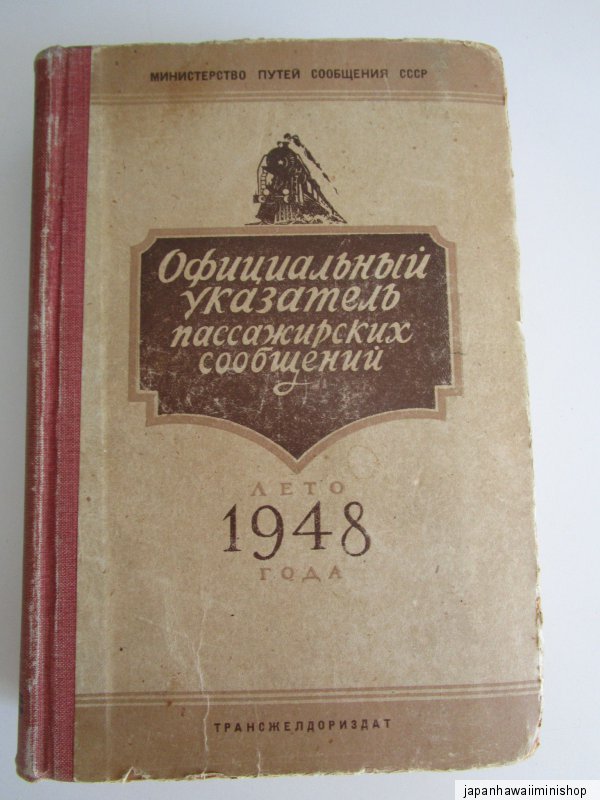 МИНИСТЕРСТВО ПУТЕЙ СООБЩЕНИЯ СССР
Официальный
указатель
пассажирских
сообщений
ЛЕТО
1948
ГОДА
ТРАНСЖЕЛДОРИЗДАТ
japanhawaiiminishop